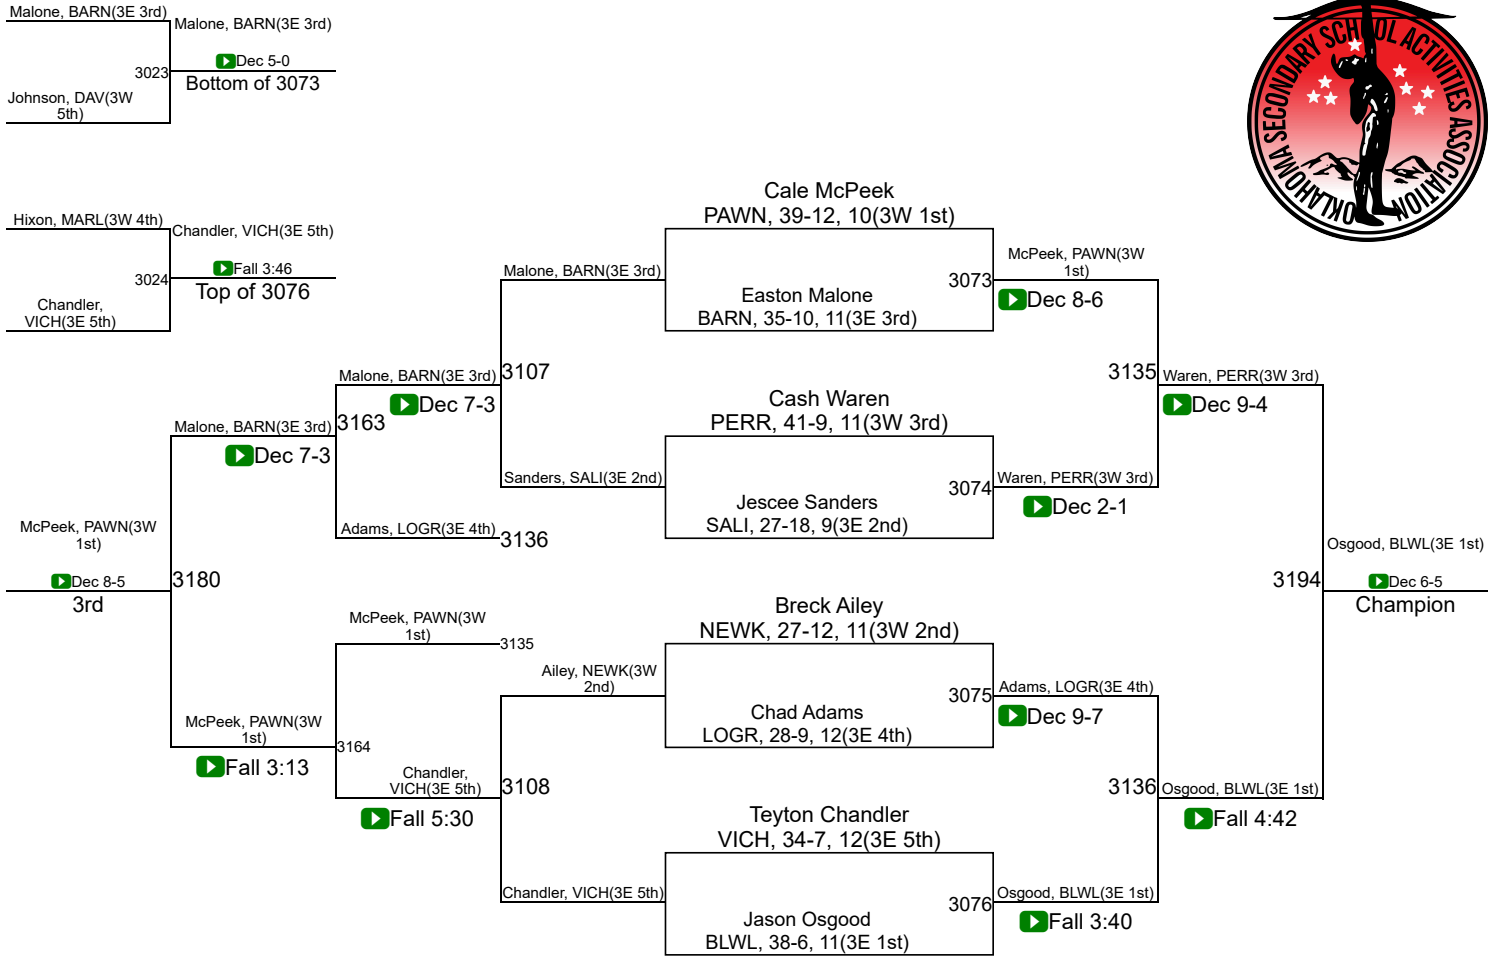 Malone, BARN(3E 3rd)
Malone, BARN(3E 3rd)
Dec 5-0
3023
Bottom of 3073
Johnson, DAV(3W
5th)
Hixon, MARL(3W 4th)
Chandler, VICH(3E 5th)
Fall 3:46
3024
Top of 3076
Chandler,
VICH(3E 5th)
OKLAHOMA SECONDARY SCHOOL ACTIVITIES ASSOCIATION
Cale McPeek
PAWN, 39-12, 10(3W 1st)
Malone, BARN(3E 3rd)
3073
Easton Malone
BARN, 35-10, 11(3E 3rd)
McPeek, PAWN(3W
1st)
Dec 8-6
Malone, BARN(3E 3rd)
3107
Dec 7-3
3135
Waren, PERR(3W 3rd)
Dec 9-4
Cash Waren
PERR, 41-9, 11(3W 3rd)
Malone, BARN(3E 3rd)
3163
Dec 7-3
Sanders, SALI(3E 2nd)
3074
Jescee Sanders
SALI, 27-18, 9(3E 2nd)
Waren, PERR(3W 3rd)
Dec 2-1
Adams, LOGR(3E 4th)
3136
McPeek, PAWN(3W
1st)
Dec 8-5
3rd
3180
Osgood, BLWL(3E 1st)
3194
Dec 6-5
Champion
Breck Ailey
NEWK, 27-12, 11(3W 2nd)
McPeek, PAWN(3W
1st)
3135
Ailey, NEWK(3W
2nd)
3075
Chad Adams
LOGR, 28-9, 12(3E 4th)
Adams, LOGR(3E 4th)
Dec 9-7
McPeek, PAWN(3W
1st)
3164
Fall 3:13
Chandler,
VICH(3E 5th)
3108
Fall 5:30
3136
Osgood, BLWL(3E 1st)
Fall 4:42
Teyton Chandler
VICH, 34-7, 12(3E 5th)
Chandler, VICH(3E 5th)
3076
Jason Osgood
BLWL, 38-6, 11(3E 1st)
Osgood, BLWL(3E 1st)
Fall 3:40